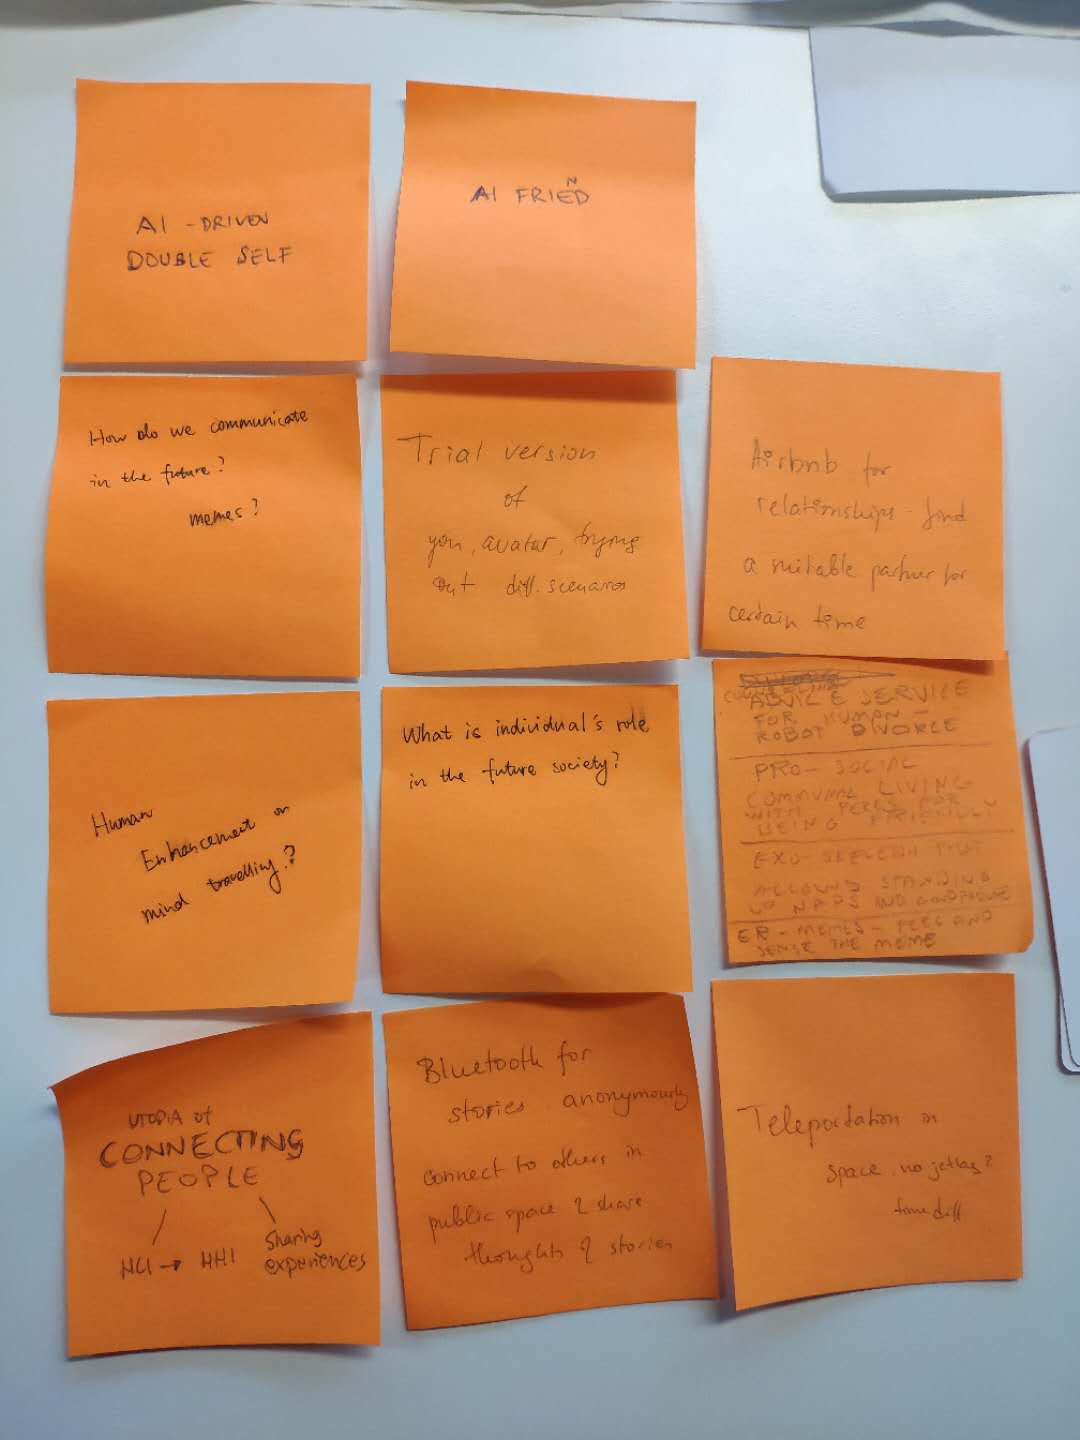 AI - DRIVEN
DOUBLE SELF
AI FRIEND
How do we communicate
in the future?
memes?
Trial version
of
you, avatar, trying
out diff. scenarios
Airbnb for
relationships - find
a suitable partner for
certain time
Human
Enhancement or
mind travelling?
What is individual's role
in the future society?
ADVICE SERVICE
FOR HUMAN -
ROBOT DIVORCE
PRO - SOCIAL
COMMUNAL LIVING
WITH PERKS FOR
BEING FRIENDLY
EXO - SKELETON THAT
ALLOWS STANDING
UP NAPS AND
ER - MEMES - FEEL AND
SENSE THE MEME
UTOPIA of
CONNECTING
PEOPLE
HCI → HHI
sharing
experiences
Bluetooth for
stories anonymously
connect to others in
public space & share
thoughts & stories
Teleportation in
space. no jetlag?
time diff